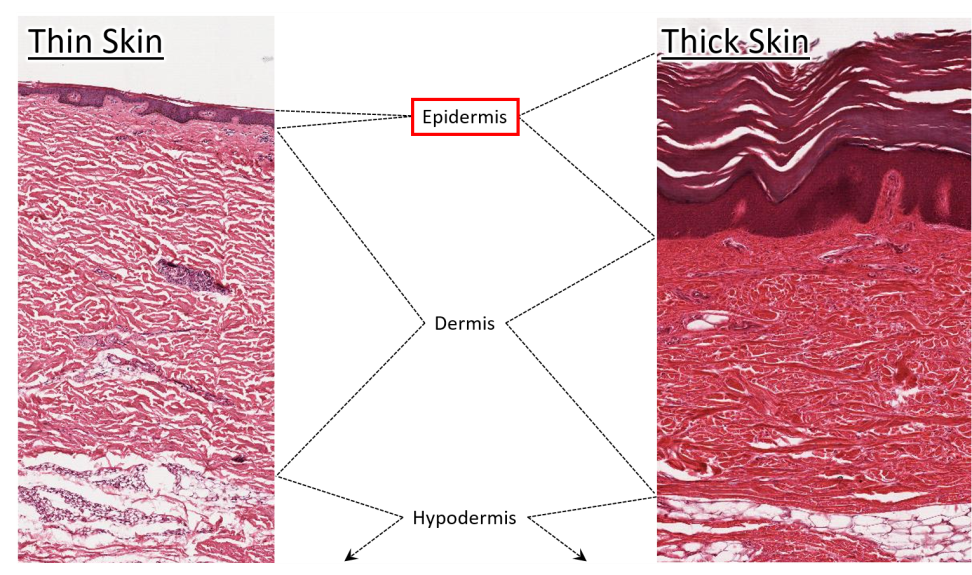 Thin Skin
Thick Skin
Epidermis
Dermis
Hypodermis